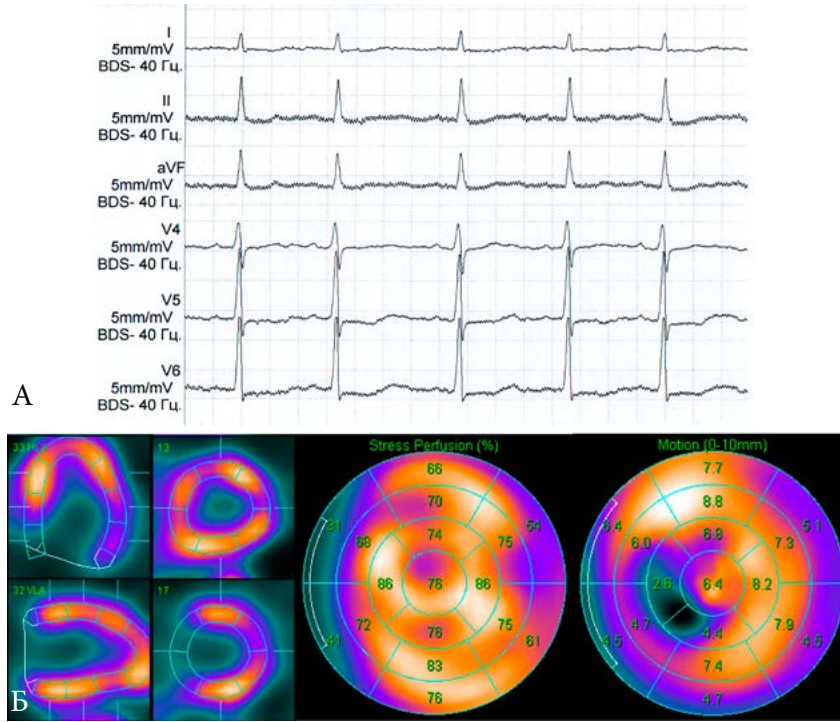 I
5mm/mV
BDS- 40 Гц.
II
5mm/mV
BDS- 40 Гц.
aVF
5mm/mV
BDS- 40 Гц.
V4
5mm/mV
BDS- 40 Гц.
V5
5mm/mV
BDS- 40 Гц.
V6
5mm/mV
BDS- 40 Гц.
А
13
32 VLA
17
Б
Stress Perfusion (%)
66
70
74
31
68
75
54
86
76
86
41
72
76
75
61
83
76
Motion (0-10mm)
7.7
8.8
6.8
6.4
6.0
7.3
5.1
2.6
6.4
8.2
4.5
4.7
4.4
7.9
4.5
7.4
4.7